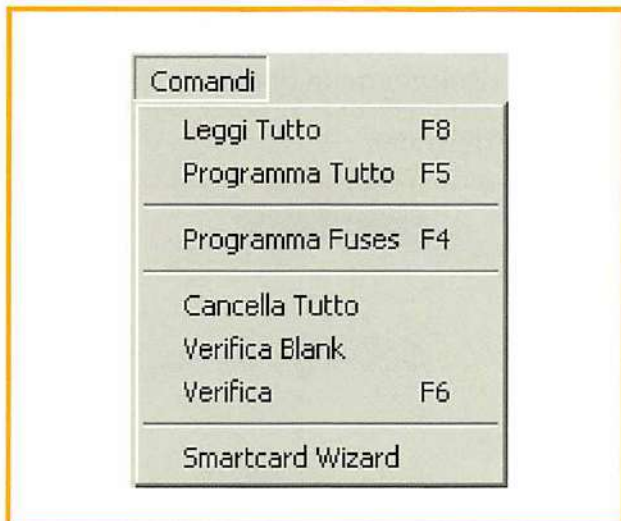 Comandi
Leggi Tutto F8
Programma Tutto F5
Programma Fuses F4
Cancella Tutto
Verifica Blank
Verifica F6
Smartcard Wizard